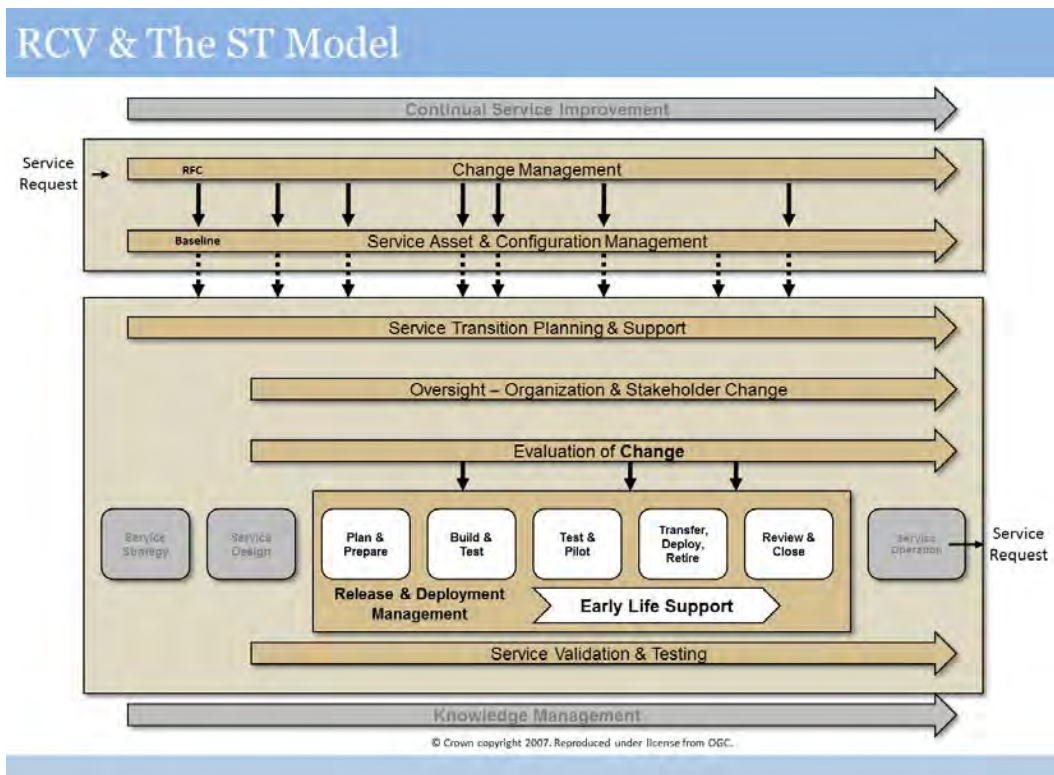 RCV & The ST Model
Continual Service Improvement
Service
Request
RFC
Change Management
Baseline
Service Asset & Configuration Management
Service Transition Planning & Support
Oversight – Organization & Stakeholder Change
Evaluation of Change
Service
Strategy
Service
Design
Plan &
Prepare
Build &
Test
Test &
Pilot
Transfer,
Deploy,
Retire
Review &
Close
Service
Operation
Service
Request
Release & Deployment
Management
Early Life Support
Service Validation & Testing
Knowledge Management
© Crown copyright 2007. Reproduced under license from OGC.